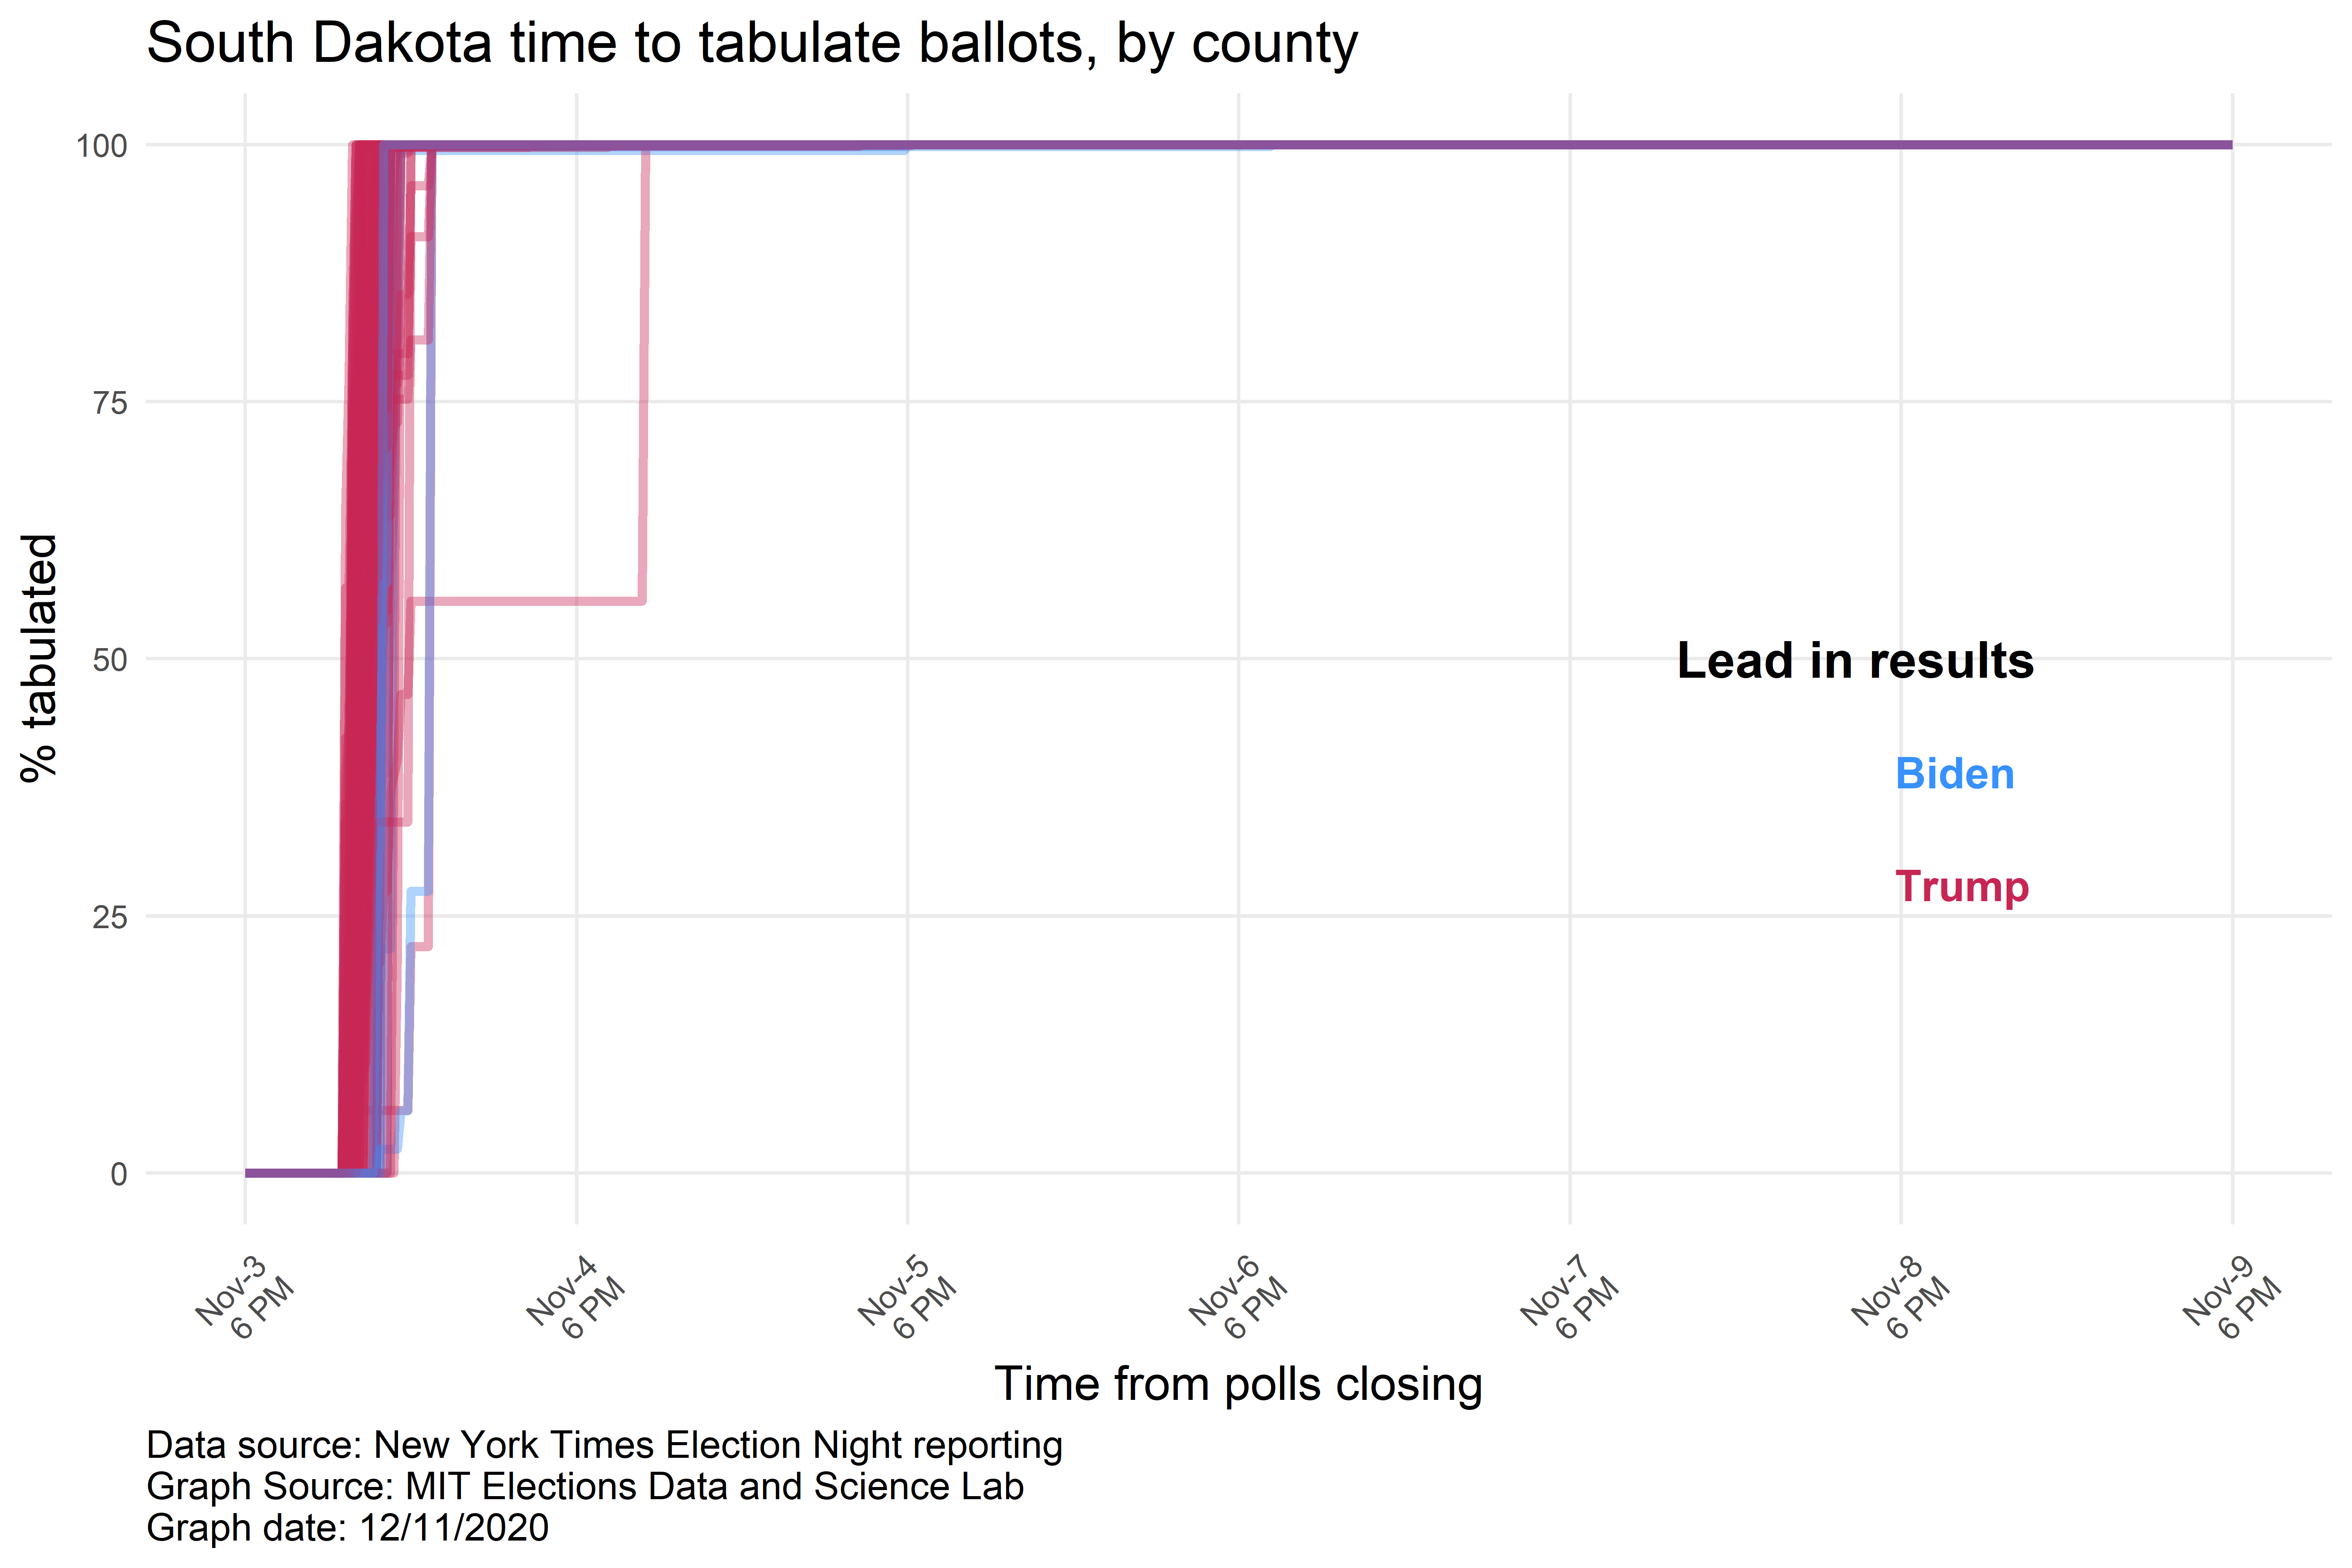 South Dakota time to tabulate ballots, by county
100
75
50
25
0
% tabulated
Lead in results
Biden
Trump
Nov-3
6 PM
Nov-4
6 PM
Nov-5
6 PM
Nov-6
6 PM
Nov-7
6 PM
Nov-8
6 PM
Nov-9
6 PM
Time from polls closing
Data source: New York Times Election Night reporting
Graph Source: MIT Elections Data and Science Lab
Graph date: 12/11/2020